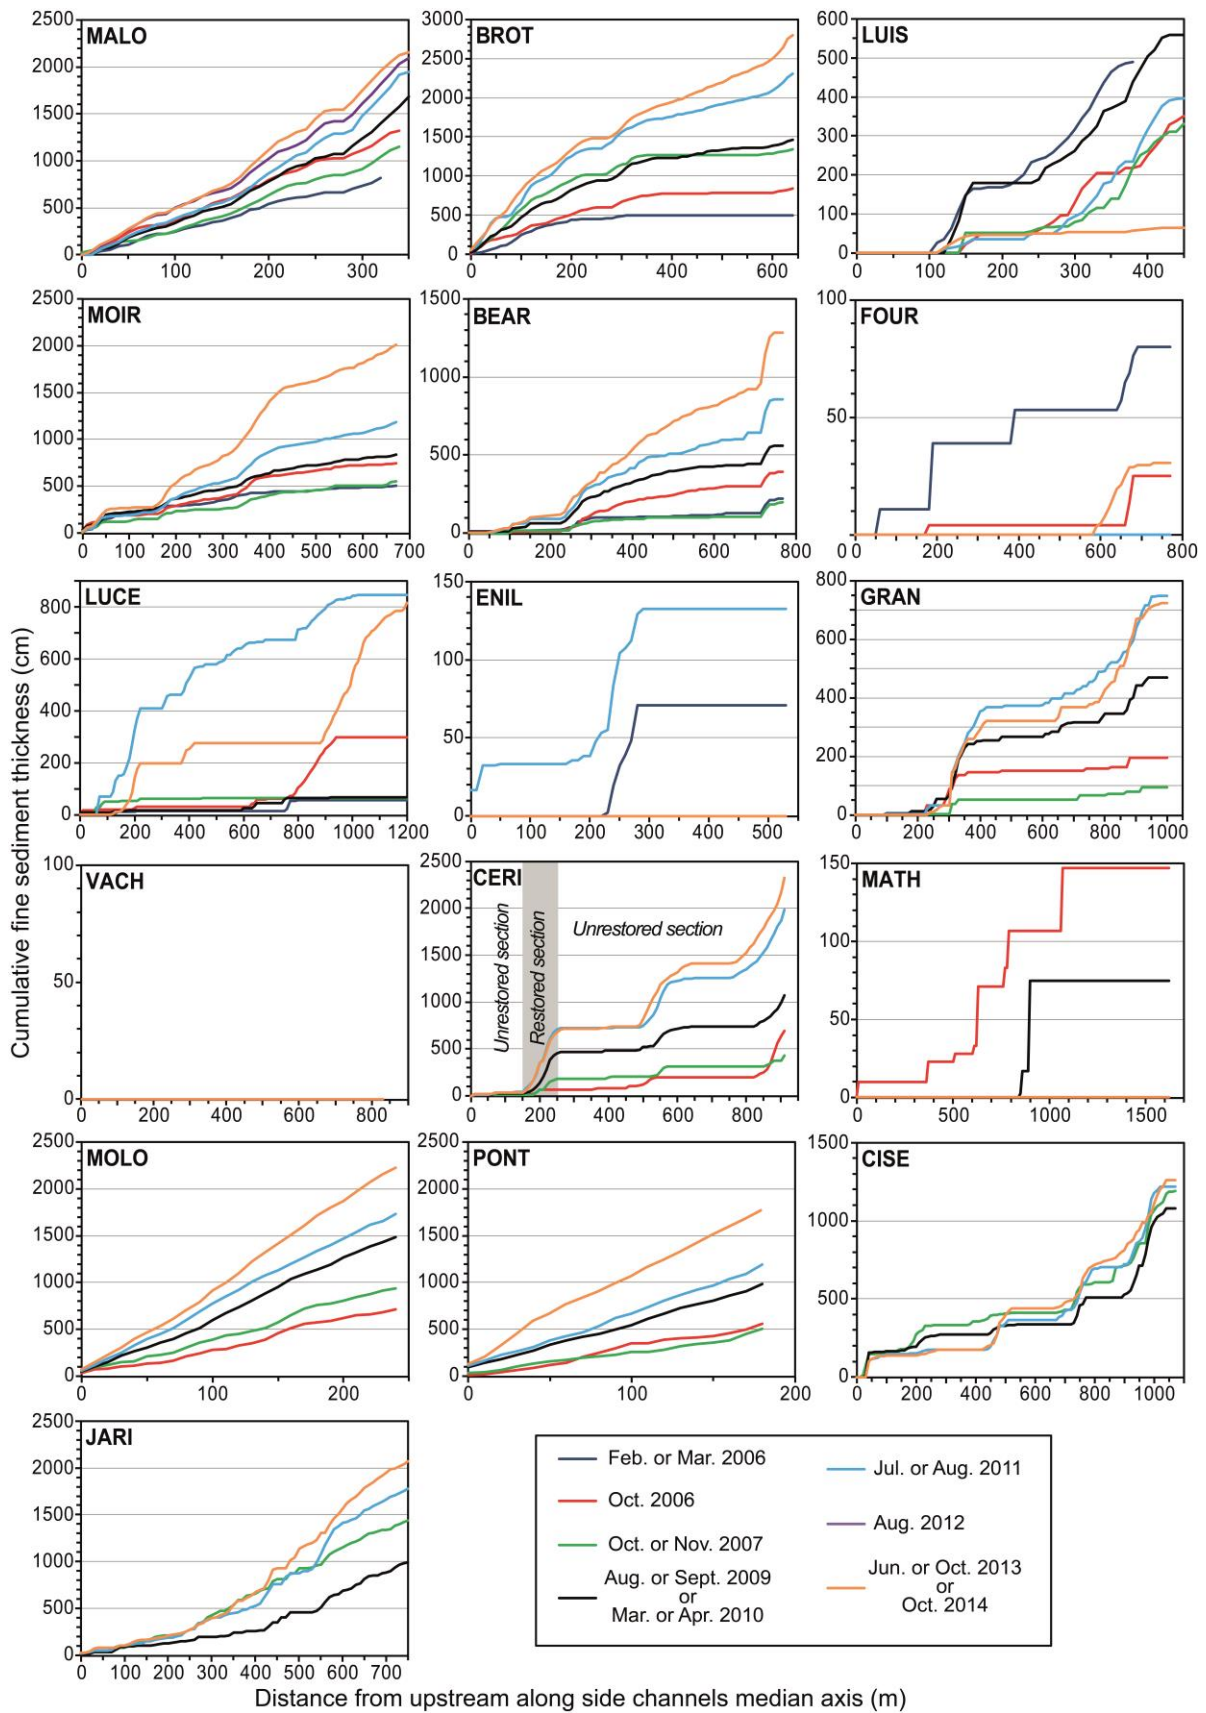 MALO
2500
2000
1500
1000
500
0
0 100 200 300
BROT
3000
2500
2000
1500
1000
500
0
0 200 400 600
LUIS
600
500
400
300
200
100
0
0 100 200 300 400
MOIR
2500
2000
1500
1000
500
0
0 100 200 300 400 500 600 700
BEAR
1500
1000
500
0
0 200 400 600 800
FOUR
100
50
0
0 200 400 600 800
LUCE
800
600
400
200
0
0 200 400 600 800 1000 1200
ENIL
150
100
50
0
0 100 200 300 400 500
GRAN
800
600
400
200
0
0 200 400 600 800 1000
Cumulative fine sediment thickness (cm)
VACH
100
50
0
0 200 400 600 800
CERI
2500
2000
1500
1000
500
0
0 200 400 600 800
Unrestored section
Restored section
Unrestored section
MATH
150
100
50
0
0 500 1000 1500
MOLO
2500
2000
1500
1000
500
0
0 100 200
PONT
2500
2000
1500
1000
500
0
0 100 200
CISE
1500
1000
500
0
0 200 400 600 800 1000
JARI
2500
2000
1500
1000
500
0
0 100 200 300 400 500 600 700
Feb. or Mar. 2006
Oct. 2006
Oct. or Nov. 2007
Aug. or Sept. 2009
or
Mar. or Apr. 2010
Jul. or Aug. 2011
Aug. 2012
Jun. or Oct. 2013
or
Oct. 2014
Distance from upstream along side channels median axis (m)